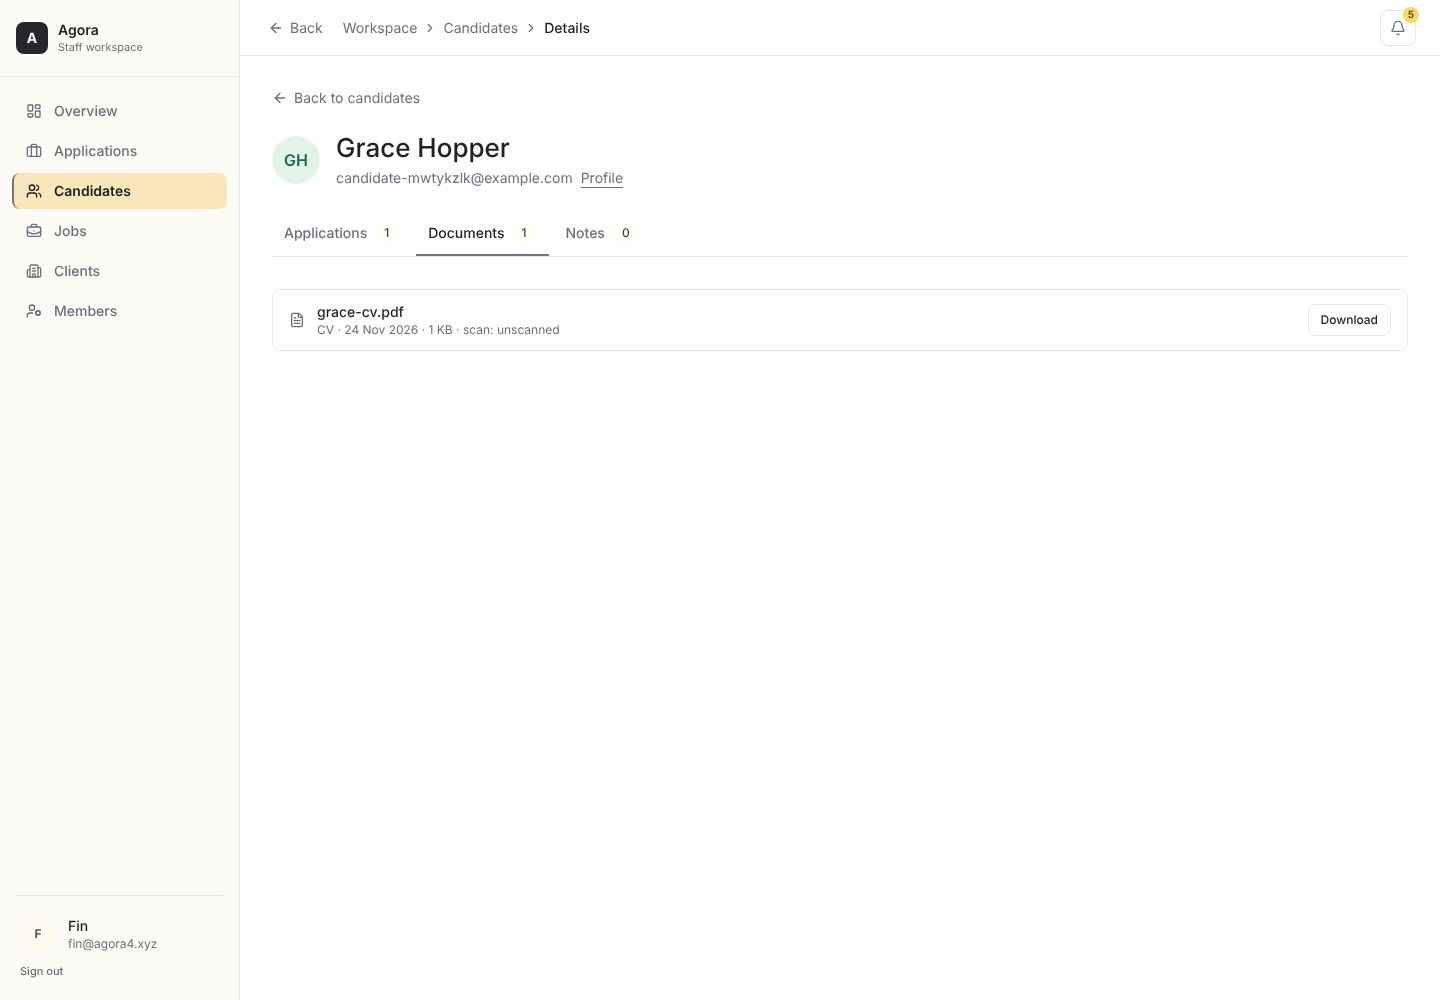 A
Agora
Staff workspace
Overview
Applications
Candidates
Jobs
Clients
Members
F
Fin
fin@agora4.xyz
Sign out
Back
Workspace
Candidates
Details
5
Back to candidates
GH
Grace Hopper
candidate-mwtykzlk@example.com Profile
Applications 1
Documents 1
Notes 0
grace-cv.pdf
CV · 24 Nov 2026 · 1 KB · scan: unscanned
Download